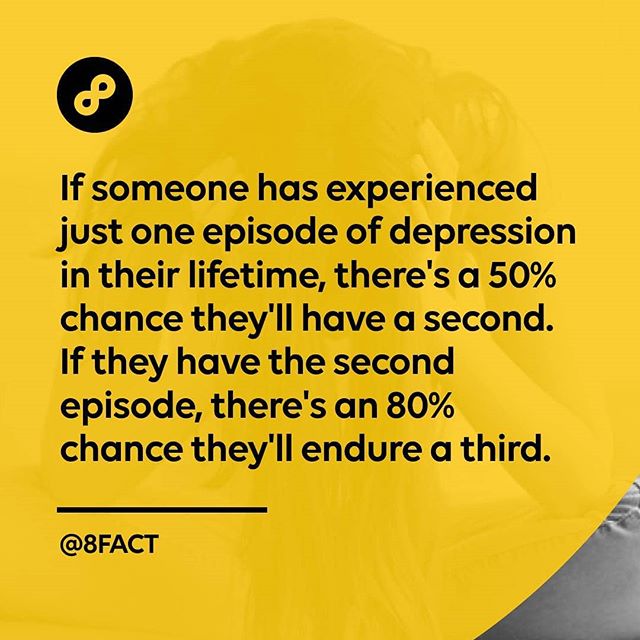 If someone has experienced
just one episode of depression
in their lifetime, there's a 50%
chance they'll have a second.
If they have the second
episode, there's an 80%
chance they'll endure a third.
@8FACT